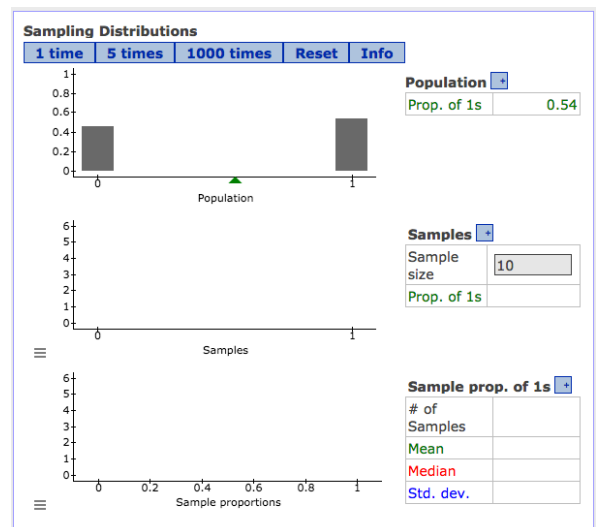 Sampling Distributions
1 time 5 times 1000 times Reset Info
1
0.8
0.6
0.4
0.2
0
0 1
Population
Population +
Prop. of 1s 0.54
6
5
4
3
2
1
0
0 1
Samples
Samples +
Sample
size
10
Prop. of 1s
6
5
4
3
2
1
0
0 0.2 0.4 0.6 0.8 1
Sample proportions
Sample prop. of 1s +
# of
Samples
Mean
Median
Std. dev.